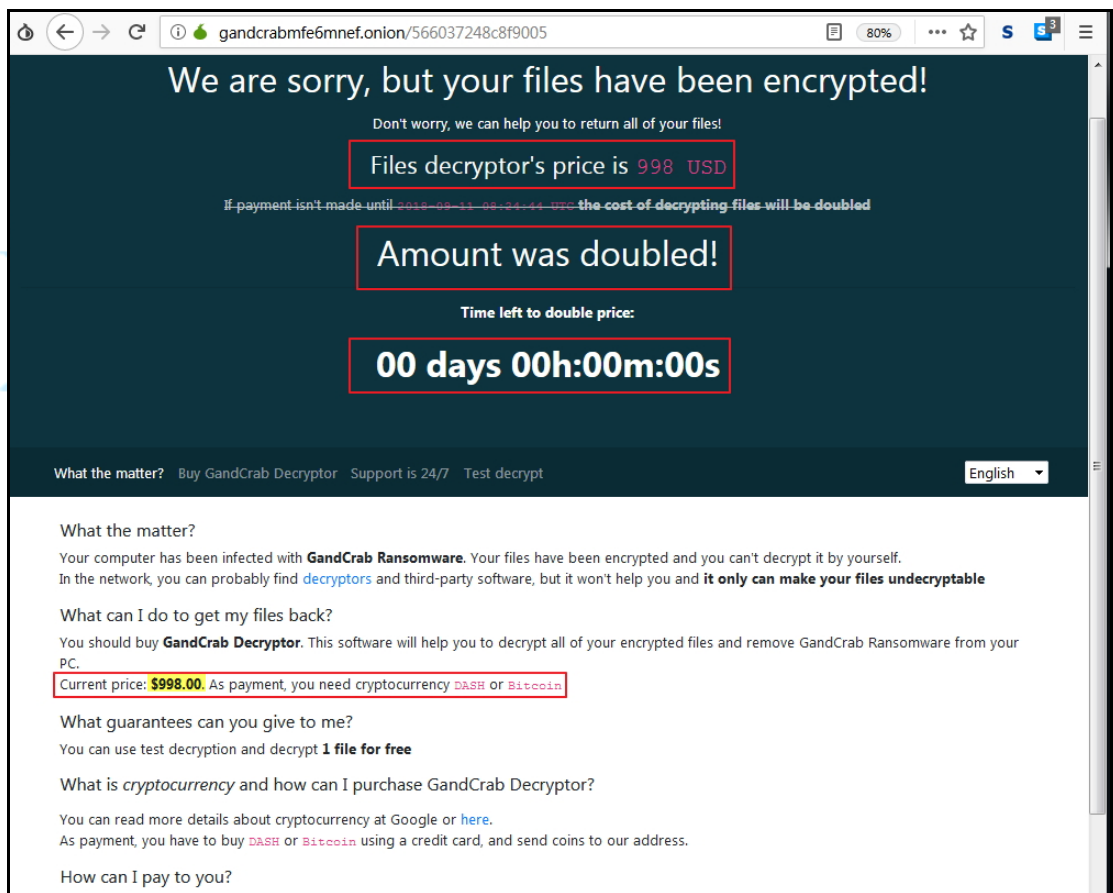 gandcrabmfe6mnef.onion/566037248c8f9005
80%
S
S 3
We are sorry, but your files have been encrypted!
Don't worry, we can help you to return all of your files!
Files decryptor's price is 998 USD
If payment isn't made until 2018-09-11 08:24:44 UTC the cost of decrypting files will be doubled
Amount was doubled!
Time left to double price:
00 days 00h:00m:00s
What the matter? Buy GandCrab Decryptor Support is 24/7 Test decrypt
English
What the matter?
Your computer has been infected with GandCrab Ransomware. Your files have been encrypted and you can't decrypt it by yourself.
In the network, you can probably find decryptors and third-party software, but it won't help you and it only can make your files undecryptable
What can I do to get my files back?
You should buy GandCrab Decryptor. This software will help you to decrypt all of your encrypted files and remove GandCrab Ransomware from your
PC.
Current price: $998.00. As payment, you need cryptocurrency DASH or Bitcoin
What guarantees can you give to me?
You can use test decryption and decrypt 1 file for free
What is cryptocurrency and how can I purchase GandCrab Decryptor?
You can read more details about cryptocurrency at Google or here.
As payment, you have to buy DASH or Bitcoin using a credit card, and send coins to our address.
How can I pay to you?